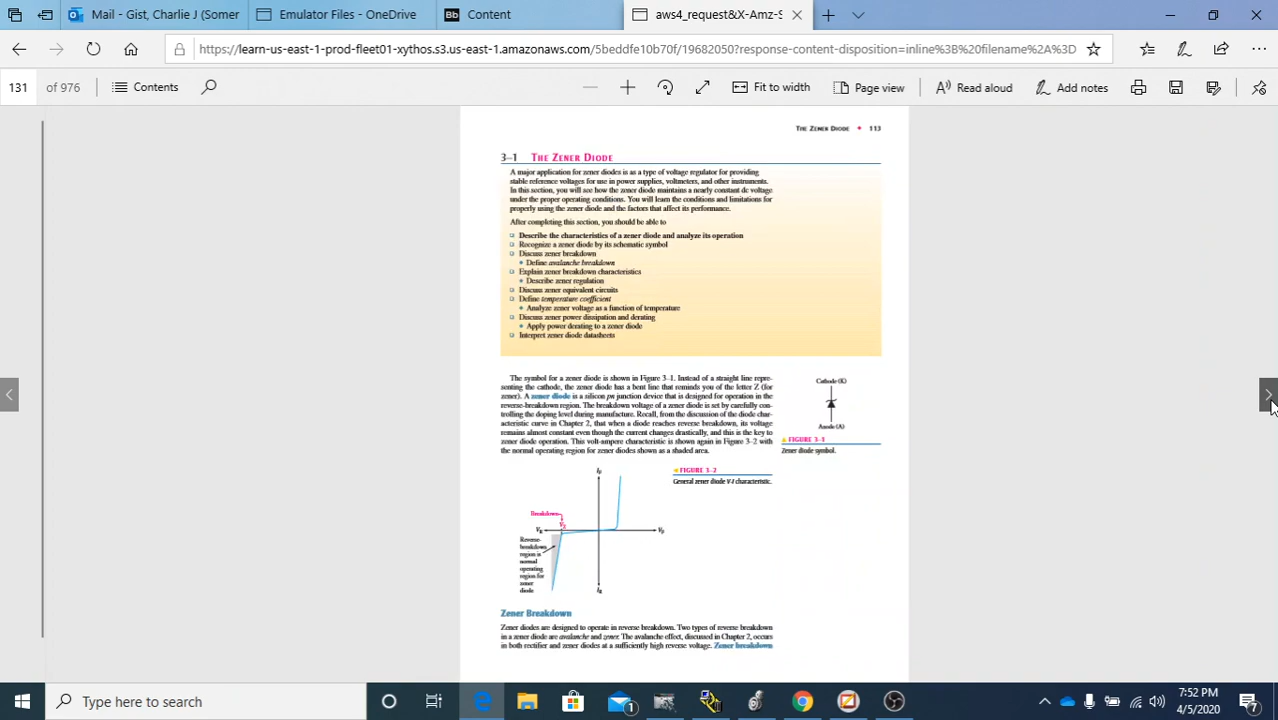 Mail - Gist, Charlie J (Somer
Emulator Files - OneDrive
Bb Content
s4_reset&X-Amz-S
https://learn-us-east-1-prod-fleet01-xythos.s3.us-east-1.amazonaws.com/5beddfe10b70f/19682050?response-content-disposition=inline%3B%20filename%2A%3D
131 of 976
Contents
Fit to width
Page view
Read aloud
Add notes
THE ZENER DIODE ◆ 113
3–1 THE ZENER DIODE
A major application for zener diodes is as a type of voltage regulator for providing
stable reference voltages for use in power supplies, voltmeters, and other instruments.
In this section, you will see how the zener diode maintains a nearly constant dc voltage
under the proper operating conditions. You will learn the conditions and limitations for
properly using the zener diode and the factors that affect its performance.
After completing this section, you should be able to
❏ Describe the characteristics of a zener diode and analyze its operation
❏ Recognize a zener diode by its schematic symbol
❏ Discuss zener breakdown
• Define avalanche breakdown
❏ Explain zener breakdown characteristics
• Describe zener regulation
❏ Discuss zener equivalent circuits
❏ Define temperature coefficient
• Analyze zener voltage as a function of temperature
❏ Discuss zener power dissipation and derating
• Apply power derating to a zener diode
❏ Interpret zener diode datasheets
The symbol for a zener diode is shown in Figure 3–1. Instead of a straight line repre-
senting the cathode, the zener diode has a bent line that reminds you of the letter Z (for
zener). A zener diode is a silicon pn junction device that is designed for operation in the
reverse-breakdown region. The breakdown voltage of a zener diode is set by carefully con-
trolling the doping level during manufacture. Recall, from the discussion of the diode char-
acteristic curve in Chapter 2, that when a diode reaches reverse breakdown, its voltage
remains almost constant even though the current changes drastically, and this is the key to
zener diode operation. This volt-ampere characteristic is shown again in Figure 3–2 with
the normal operating region for zener diodes shown as a shaded area.
Cathode (K)
Anode (A)
▲ FIGURE 3–1
Zener diode symbol.
◄ FIGURE 3–2
General zener diode V-I characteristic.
IF
Breakdown
VZ
VR
VF
Reverse-
breakdown
region is
normal
operating
region for
zener
diode
IR
Zener Breakdown
Zener diodes are designed to operate in reverse breakdown. Two types of reverse breakdown
in a zener diode are avalanche and zener. The avalanche effect, discussed in Chapter 2, occurs
in both rectifier and zener diodes at a sufficiently high reverse voltage. Zener breakdown
Type here to search
1
7:52 PM
4/5/2020
7